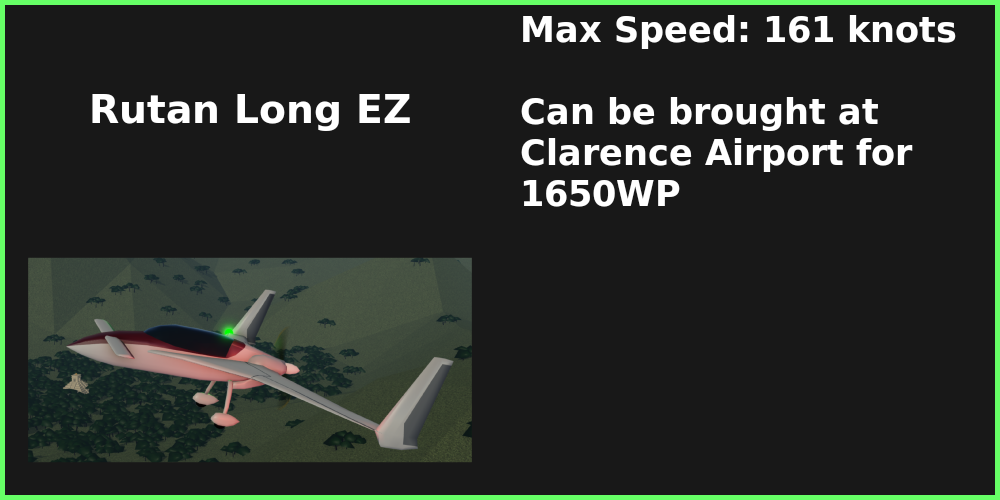 Rutan Long EZ
Max Speed: 161 knots
Can be brought at
Clarence Airport for
1650WP